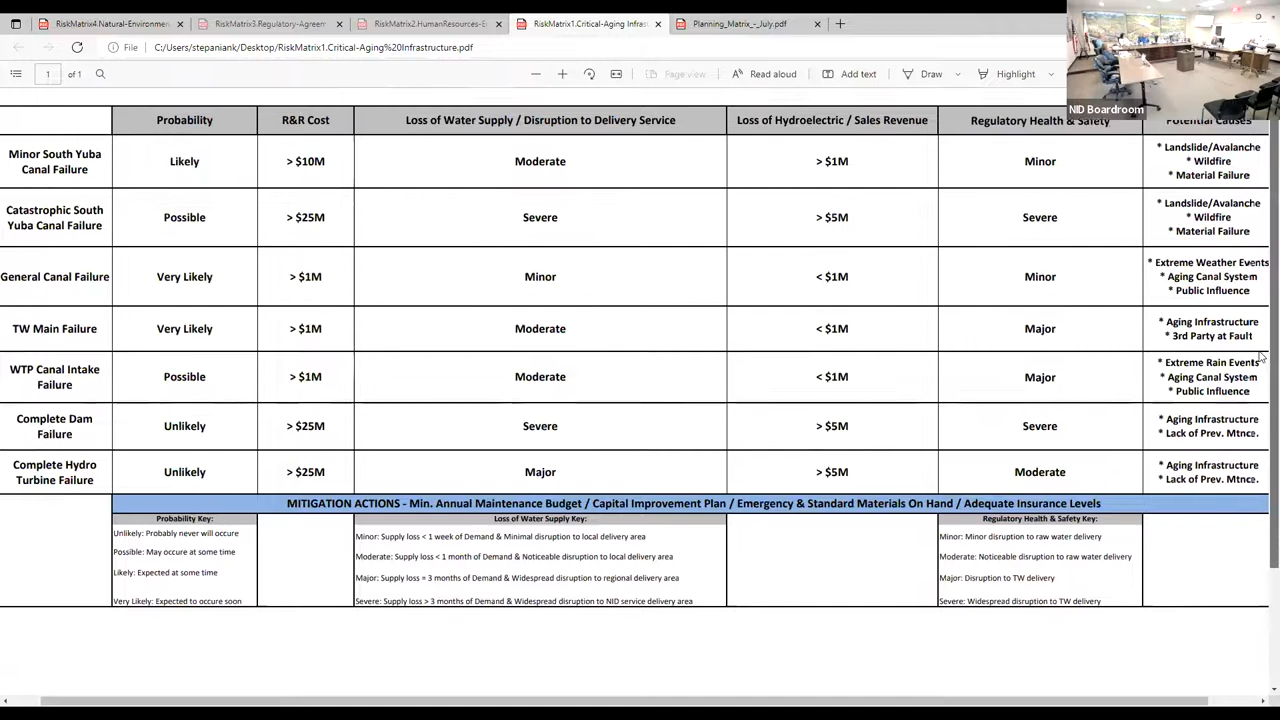 RiskMatrix4.Natural-Environmen
RiskMatrix3.Regulatory-Agreem
RiskMatrix2.HumanResources-E
RiskMatrix1.Critical-Aging Infras
Planning_Matrix_-_July.pdf
File
C:/Users/stepaniank/Desktop/RiskMatrix1.Critical-Aging%20Infrastructure.pdf
1 of 1
Page view
Read aloud
Add text
Draw
Highlight
NID Boardroom
Probability
R&R Cost
Loss of Water Supply / Disruption to Delivery Service
Loss of Hydroelectric / Sales Revenue
Regulatory Health & Safety
Potential Causes
Minor South Yuba
Canal Failure
Likely
> $10M
Moderate
> $1M
Minor
* Landslide/Avalanche
* Wildfire
* Material Failure
Catastrophic South
Yuba Canal Failure
Possible
> $25M
Severe
> $5M
Severe
* Landslide/Avalanche
* Wildfire
* Material Failure
General Canal Failure
Very Likely
> $1M
Minor
< $1M
Minor
* Extreme Weather Events
* Aging Canal System
* Public Influence
TW Main Failure
Very Likely
> $1M
Moderate
< $1M
Major
* Aging Infrastructure
* 3rd Party at Fault
WTP Canal Intake
Failure
Possible
> $1M
Moderate
< $1M
Major
* Extreme Rain Events
* Aging Canal System
* Public Influence
Complete Dam
Failure
Unlikely
> $25M
Severe
> $5M
Severe
* Aging Infrastructure
* Lack of Prev. Mtnce.
Complete Hydro
Turbine Failure
Unlikely
> $25M
Major
> $5M
Moderate
* Aging Infrastructure
* Lack of Prev. Mtnce.
MITIGATION ACTIONS - Min. Annual Maintenance Budget / Capital Improvement Plan / Emergency & Standard Materials On Hand / Adequate Insurance Levels
Probability Key:
Unlikely: Probably never will occure
Possible: May occure at some time
Likely: Expected at some time
Very Likely: Expected to occure soon
Loss of Water Supply Key:
Minor: Supply loss < 1 week of Demand & Minimal disruption to local delivery area
Moderate: Supply loss < 1 month of Demand & Noticeable disruption to local delivery area
Major: Supply loss = 3 months of Demand & Widespread disruption to regional delivery area
Severe: Supply loss > 3 months of Demand & Widespread disruption to NID service delivery area
Regulatory Health & Safety Key:
Minor: Minor disruption to raw water delivery
Moderate: Noticeable disruption to raw water delivery
Major: Disruption to TW delivery
Severe: Widespread disruption to TW delivery